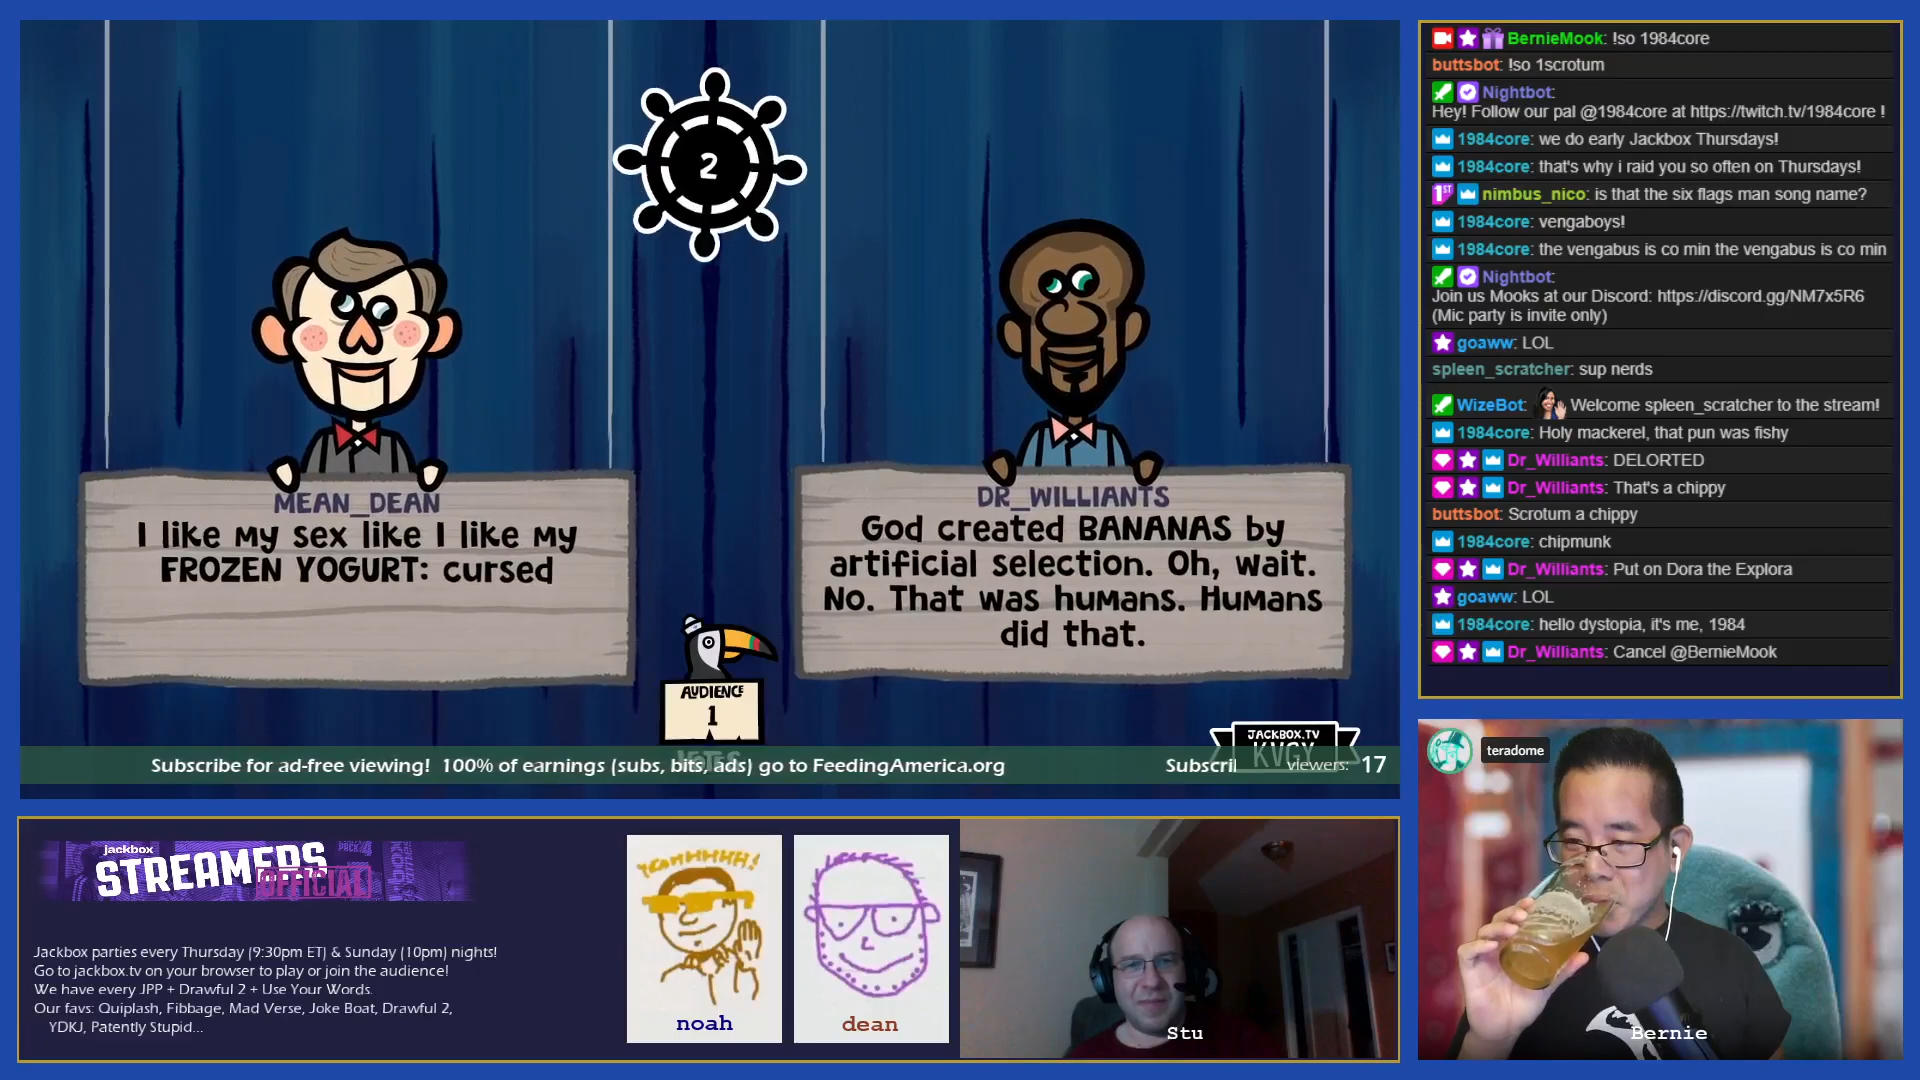 2
MEAN_DEAN
I like my sex like I like my
FROZEN YOGURT: cursed
DR_WILLIANTS
God created BANANAS by
artificial selection. Oh, wait.
No. That was humans. Humans
did that.
AUDIENCE
1
VOTES
JACKBOX.TV
KVGY
Subscribe for ad-free viewing! 100% of earnings (subs, bits, ads) go to FeedingAmerica.org
Subscri
viewers: 17
BernieMook: !so 1984core
buttsbot: !so 1scrotum
Nightbot:
Hey! Follow our pal @1984core at https://twitch.tv/1984core !
1984core: we do early Jackbox Thursdays!
1984core: that's why i raid you so often on Thursdays!
1ST nimbus_nico: is that the six flags man song name?
1984core: vengaboys!
1984core: the vengabus is co min the vengabus is co min
Nightbot:
Join us Mooks at our Discord: https://discord.gg/NM7x5R6
(Mic party is invite only)
goaww: LOL
spleen_scratcher: sup nerds
WizeBot: Welcome spleen_scratcher to the stream!
1984core: Holy mackerel, that pun was fishy
Dr_Williants: DELORTED
Dr_Williants: That's a chippy
buttsbot: Scrotum a chippy
1984core: chipmunk
Dr_Williants: Put on Dora the Explora
goaww: LOL
1984core: hello dystopia, it's me, 1984
Dr_Williants: Cancel @BernieMook
jackbox
STREAMERS
OFFICIAL
Jackbox parties every Thursday (9:30pm ET) & Sunday (10pm) nights!
Go to jackbox.tv on your browser to play or join the audience!
We have every JPP + Drawful 2 + Use Your Words.
Our favs: Quiplash, Fibbage, Mad Verse, Joke Boat, Drawful 2,
YDKJ, Patently Stupid...
YEAHHHHH!
noah
dean
Stu
teradome
Bernie